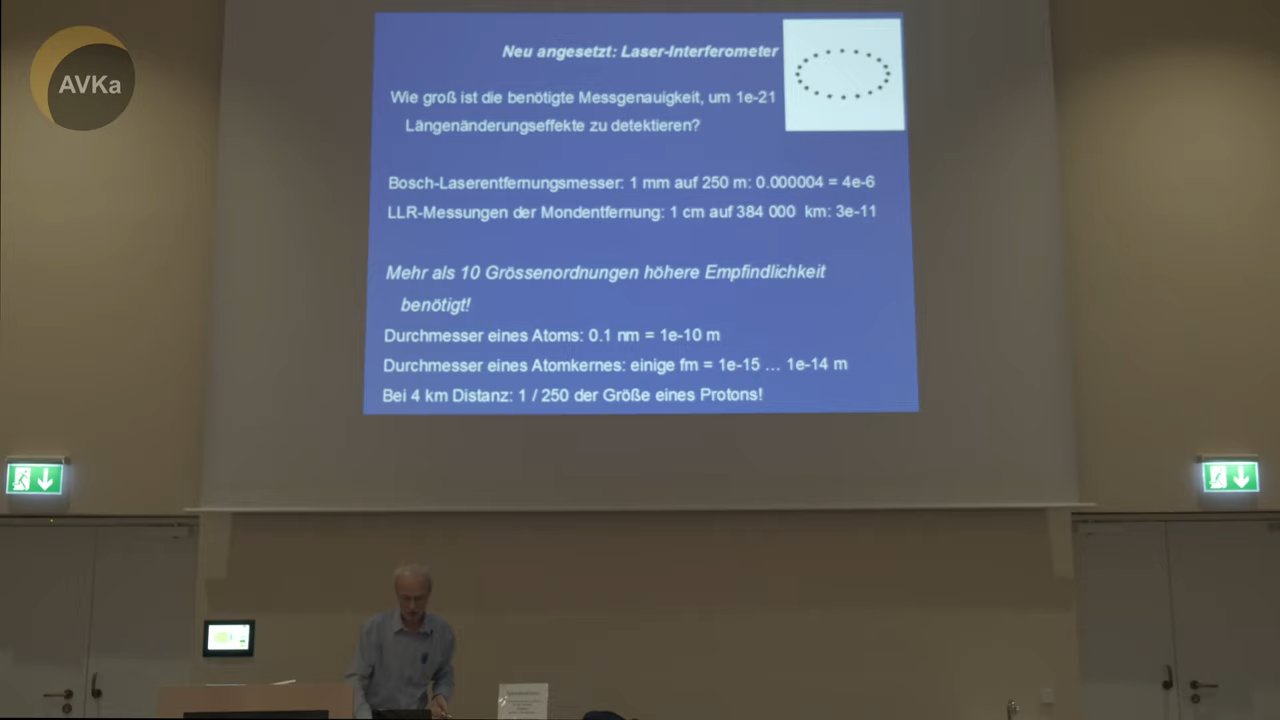 AVKa
Neu angesetzt: Laser-Interferometer
Wie groß ist die benötigte Messgenauigkeit, um 1e-21
Längenänderungseffekte zu detektieren?
Bosch-Laserentfernungsmesser: 1 mm auf 250 m: 0.000004 = 4e-6
LLR-Messungen der Mondentfernung: 1 cm auf 384 000 km: 3e-11
Mehr als 10 Grössenordnungen höhere Empfindlichkeit
benötigt!
Durchmesser eines Atoms: 0.1 nm = 1e-10 m
Durchmesser eines Atomkernes: einige fm = 1e-15 … 1e-14 m
Bei 4 km Distanz: 1 / 250 der Größe eines Protons!